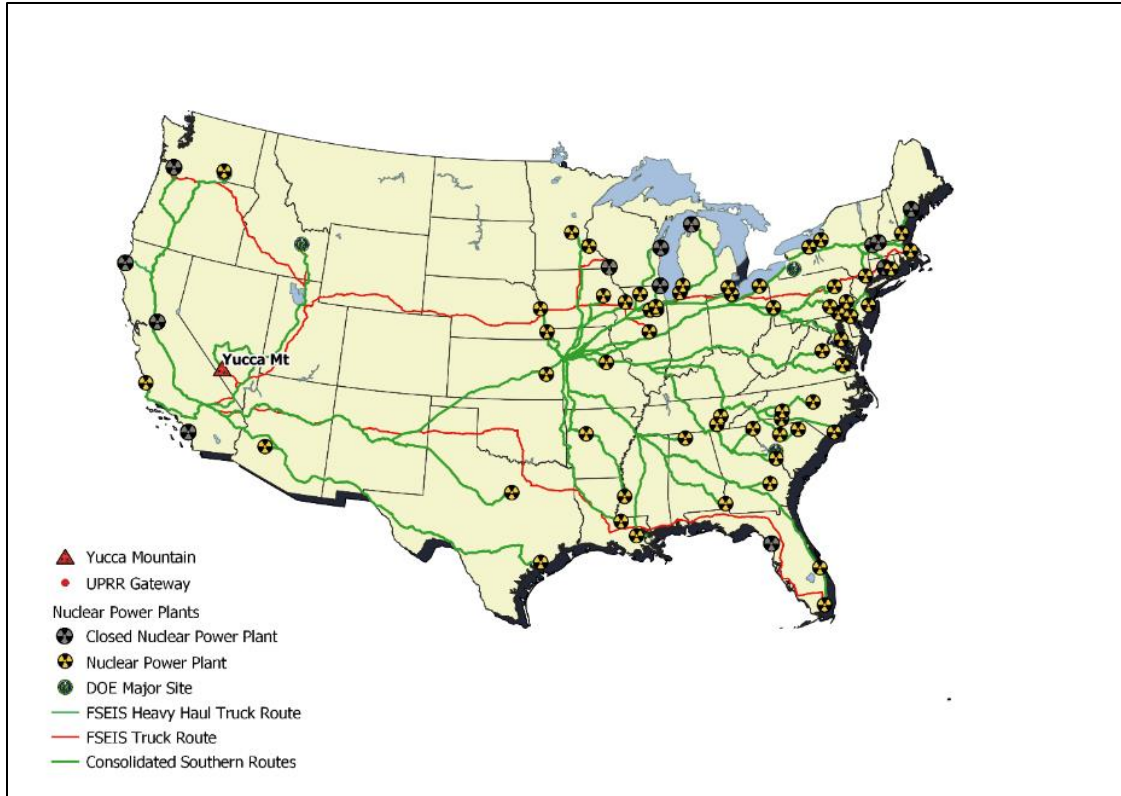 Yucca Mt
Yucca Mountain
UPRR Gateway
Nuclear Power Plants
Closed Nuclear Power Plant
Nuclear Power Plant
DOE Major Site
FSEIS Heavy Haul Truck Route
FSEIS Truck Route
Consolidated Southern Routes